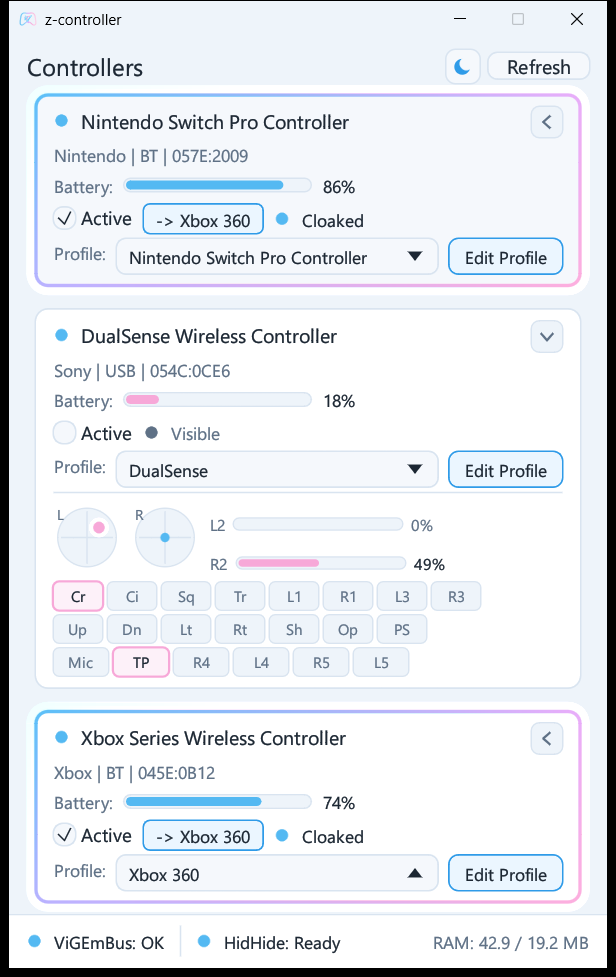 z-controller
Controllers
Refresh
Nintendo Switch Pro Controller
Nintendo | BT | 057E:2009
Battery: 86%
Active -> Xbox 360 Cloaked
Profile: Nintendo Switch Pro Controller Edit Profile
DualSense Wireless Controller
Sony | USB | 054C:0CE6
Battery: 18%
Active Visible
Profile: DualSense Edit Profile
L R L2 0%
R2 49%
Cr Ci Sq Tr L1 R1 L3 R3
Up Dn Lt Rt Sh Op PS
Mic TP R4 L4 R5 L5
Xbox Series Wireless Controller
Xbox | BT | 045E:0B12
Battery: 74%
Active -> Xbox 360 Cloaked
Profile: Xbox 360 Edit Profile
ViGEmBus: OK HidHide: Ready RAM: 42.9 / 19.2 MB